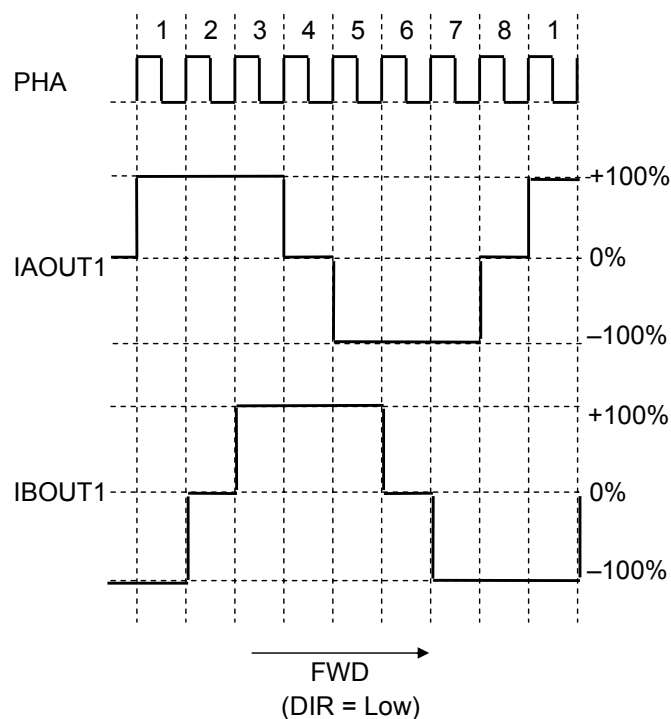 1 2 3 4 5 6 7 8 1
PHA
+100%
IAOUT1
0%
–100%
+100%
IBOUT1
0%
–100%
FWD
(DIR = Low)